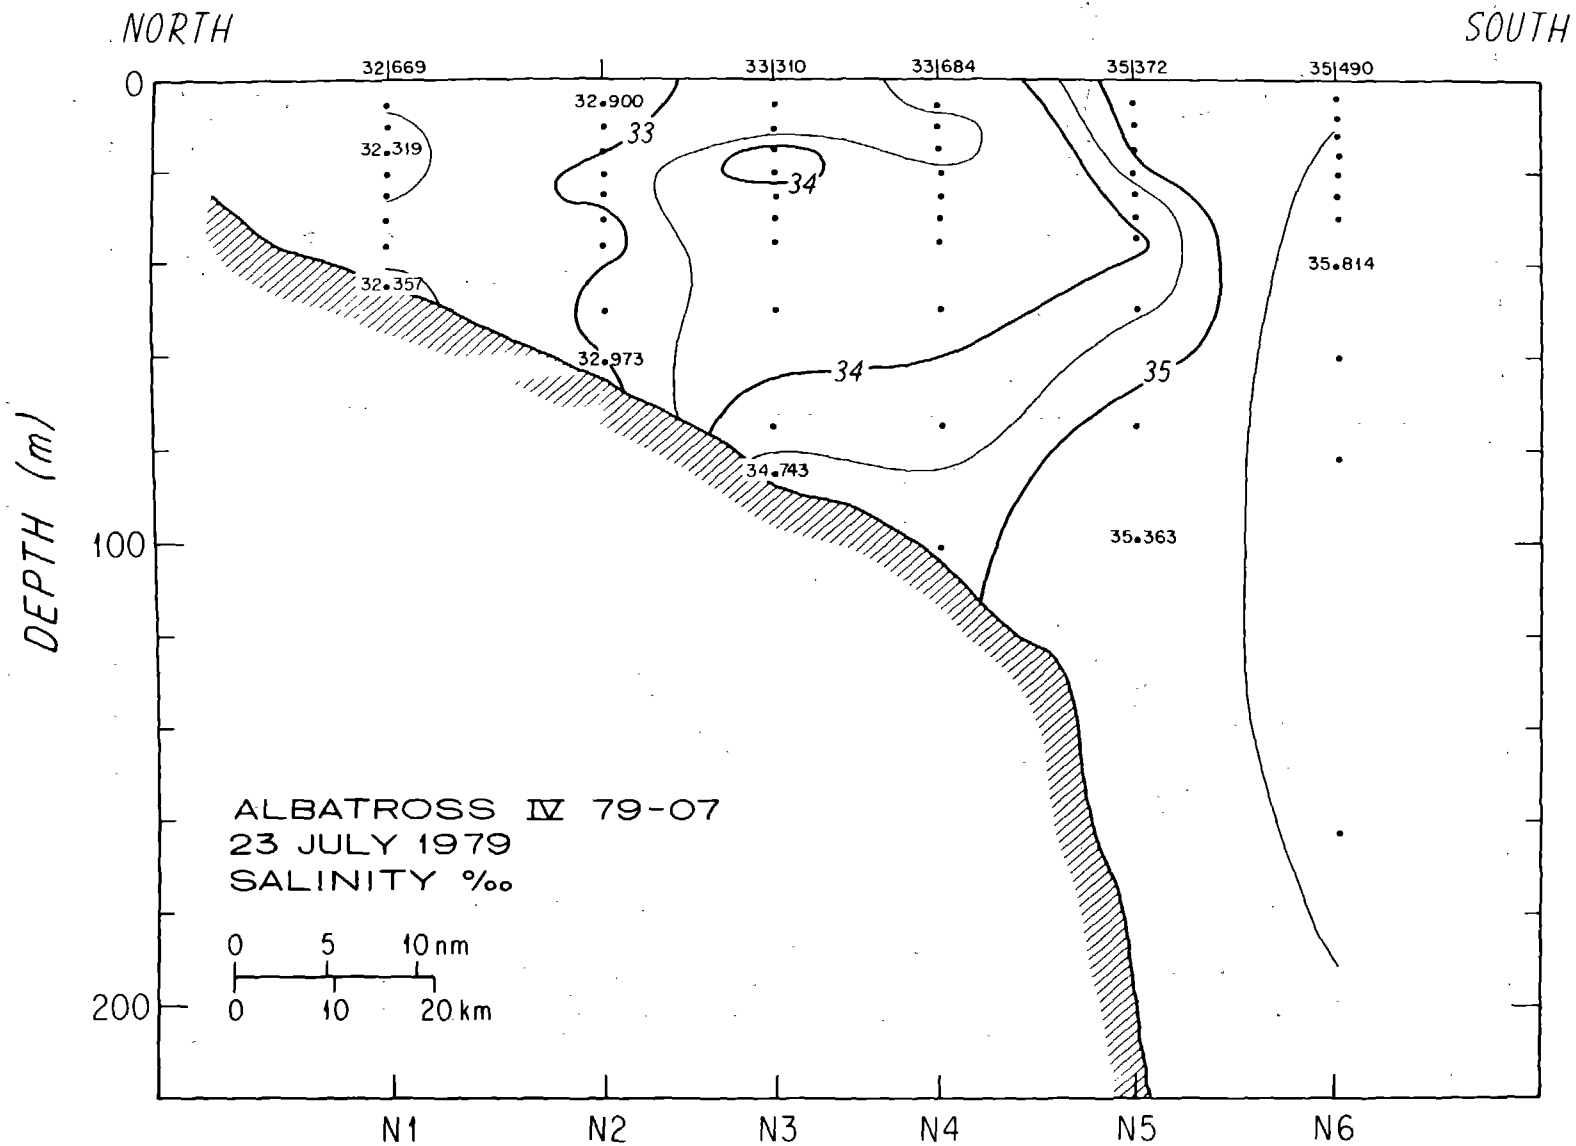 NORTH SOUTH
32|669 33|310 33|684 35|372 35|490
0
32.900
33
32.319
34
35.814
32.357
32.973
34
35
DEPTH (m)
34.743
100
35.363
ALBATROSS IV 79-07
23 JULY 1979
SALINITY ‰
0 5 10 nm
0 10 20 km
200
N1 N2 N3 N4 N5 N6